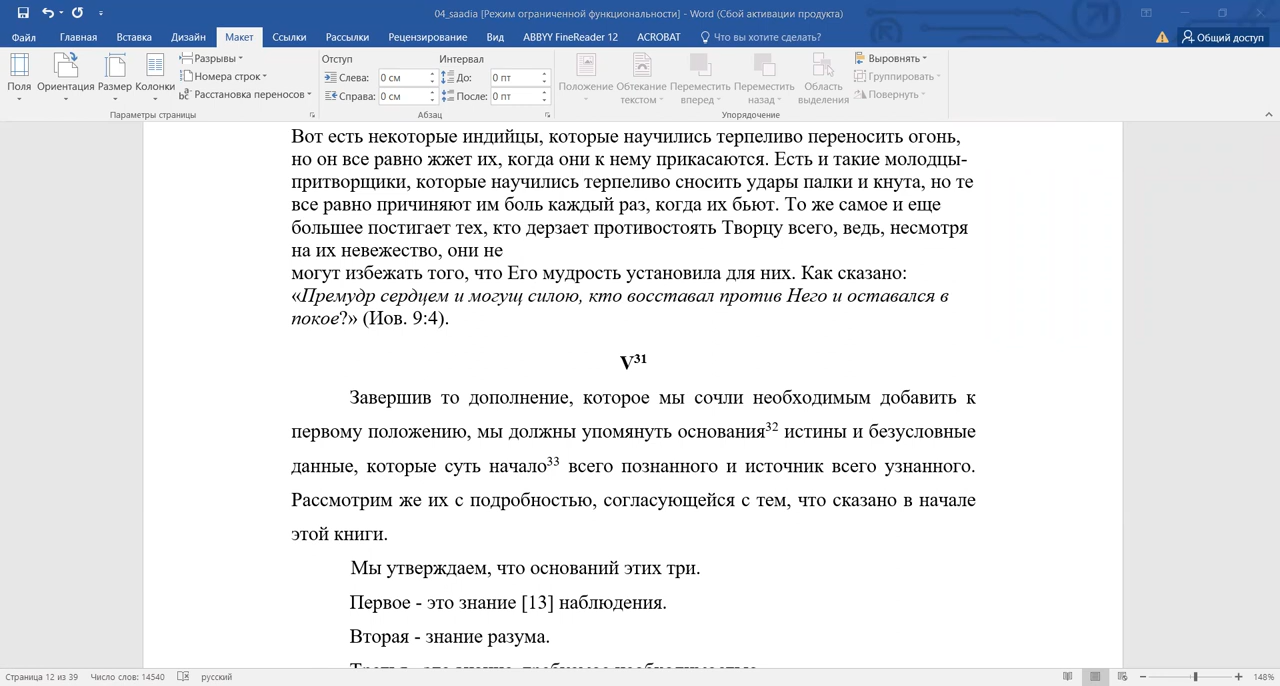 04_saadia [Режим ограниченной функциональности] - Word (Сбой активации продукта)
Файл Главная Вставка Дизайн Макет Ссылки Рассылки Рецензирование Вид ABBYY FineReader 12 ACROBAT Что вы хотите сделать? Общий доступ
Поля Ориентация Размер Колонки
Разрывы
Номера строк
Расстановка переносов
Параметры страницы
Отступ Интервал
Слева: 0 см До: 0 пт
Справа: 0 см После: 0 пт
Абзац
Положение Обтекание текстом Переместить вперед Переместить назад Область выделения
Выровнять
Группировать
Повернуть
Упорядочение
Вот есть некоторые индийцы, которые научились терпеливо переносить огонь,
но он все равно жжет их, когда они к нему прикасаются. Есть и такие молодцы-
притворщики, которые научились терпеливо сносить удары палки и кнута, но те
все равно причиняют им боль каждый раз, когда их бьют. То же самое и еще
большее постигает тех, кто дерзает противостоять Творцу всего, ведь, несмотря
на их невежество, они не
могут избежать того, что Его мудрость установила для них. Как сказано:
«Премудр сердцем и могущ силою, кто восставал против Него и оставался в
покое?» (Иов. 9:4).
V31
Завершив то дополнение, которое мы сочли необходимым добавить к
первому положению, мы должны упомянуть основания32 истины и безусловные
данные, которые суть начало33 всего познанного и источник всего узнанного.
Рассмотрим же их с подробностью, согласующейся с тем, что сказано в начале
этой книги.
Мы утверждаем, что оснований этих три.
Первое - это знание [13] наблюдения.
Вторая - знание разума.
Страница 12 из 39 Число слов: 14540 русский 148%